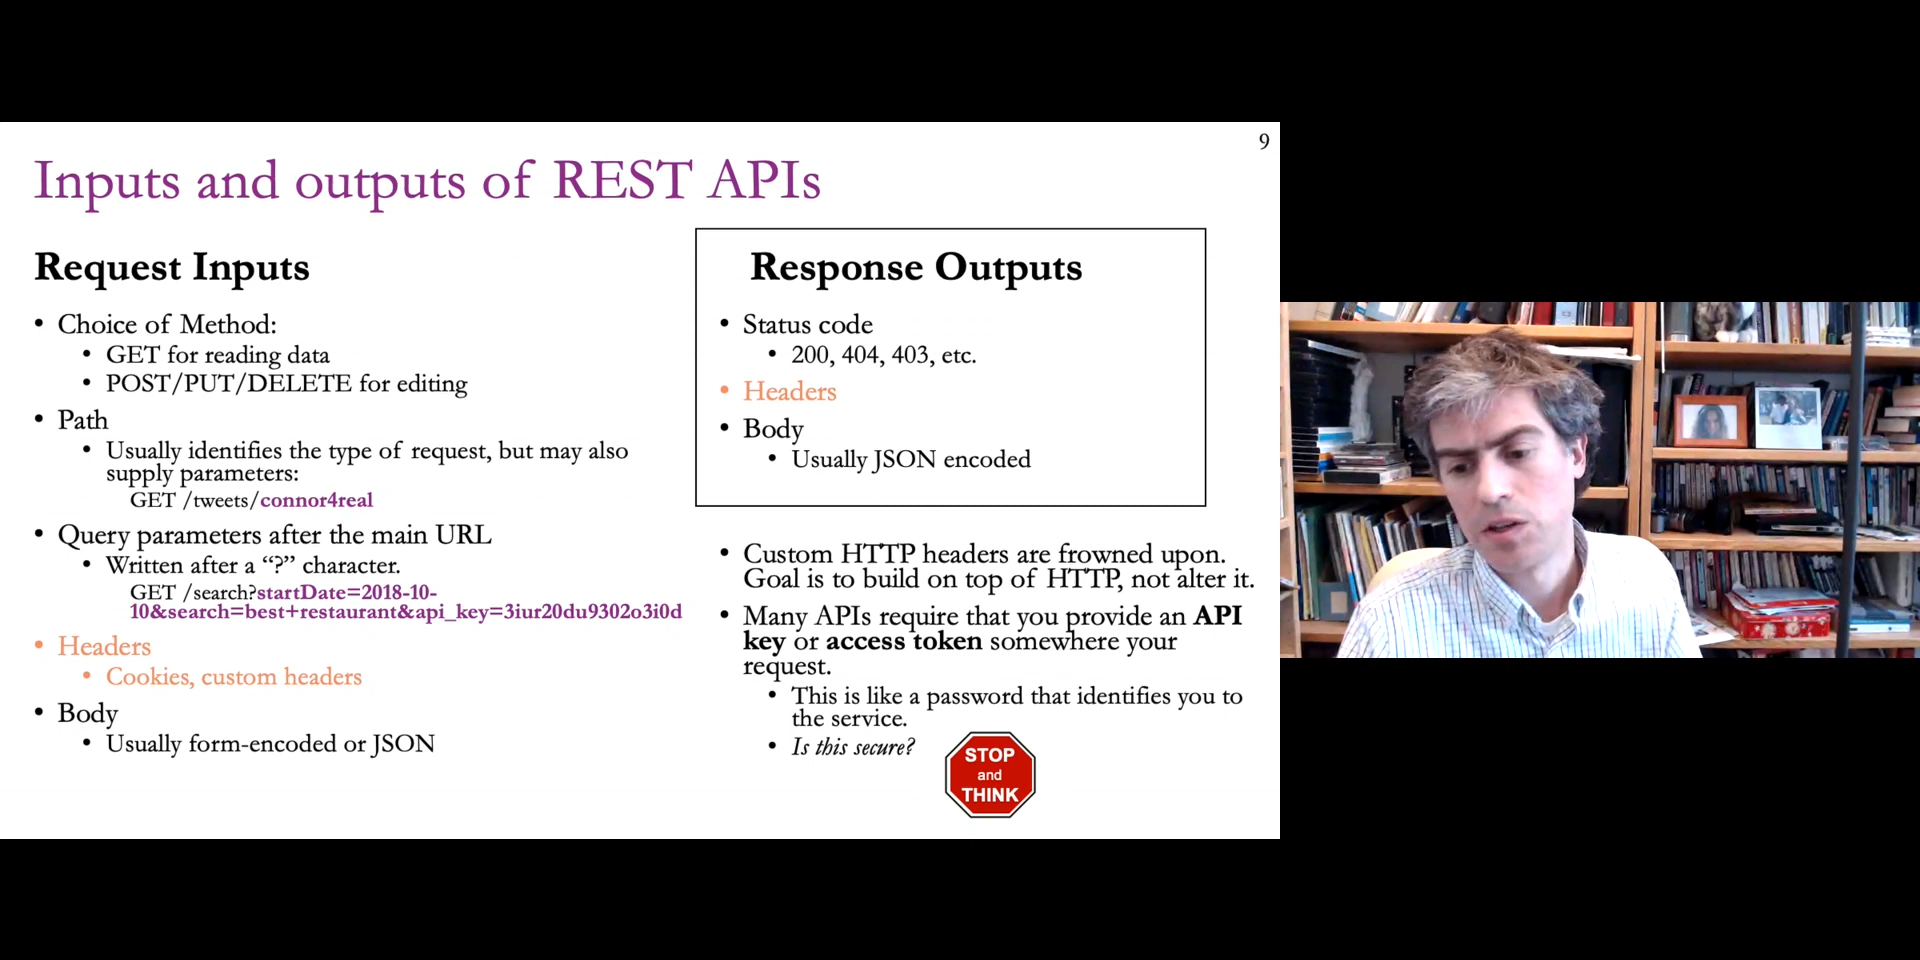 9
Inputs and outputs of REST APIs
Request Inputs
• Choice of Method:
• GET for reading data
• POST/PUT/DELETE for editing
• Path
• Usually identifies the type of request, but may also
supply parameters:
GET /tweets/connor4real
• Query parameters after the main URL
• Written after a “?” character.
GET /search?startDate=2018-10-
10&search=best+restaurant&api_key=3iur20du9302o3i0d
• Headers
• Cookies, custom headers
• Body
• Usually form-encoded or JSON
Response Outputs
• Status code
• 200, 404, 403, etc.
• Headers
• Body
• Usually JSON encoded
• Custom HTTP headers are frowned upon.
Goal is to build on top of HTTP, not alter it.
• Many APIs require that you provide an API
key or access token somewhere your
request.
• This is like a password that identifies you to
the service.
• Is this secure?
STOP
and
THINK